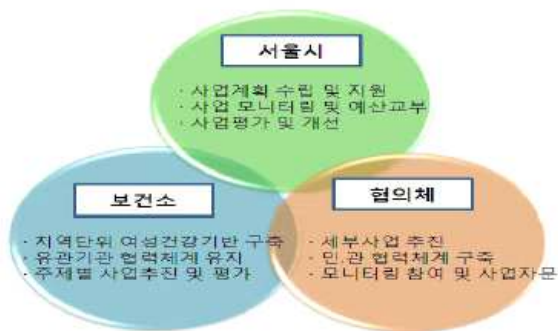 서울시
· 사업계획 수립 및 지원
· 사업 모니터링 및 예산교부
· 사업평가 및 개선
보건소
· 지역단위 여성건강기반 구축
· 유관기관 협력체계 유지
· 주제별 사업추진 및 평가
협의체
· 세부사업 추진
· 민.관 협력체계 구축
· 모니터링 참여 및 사업자문